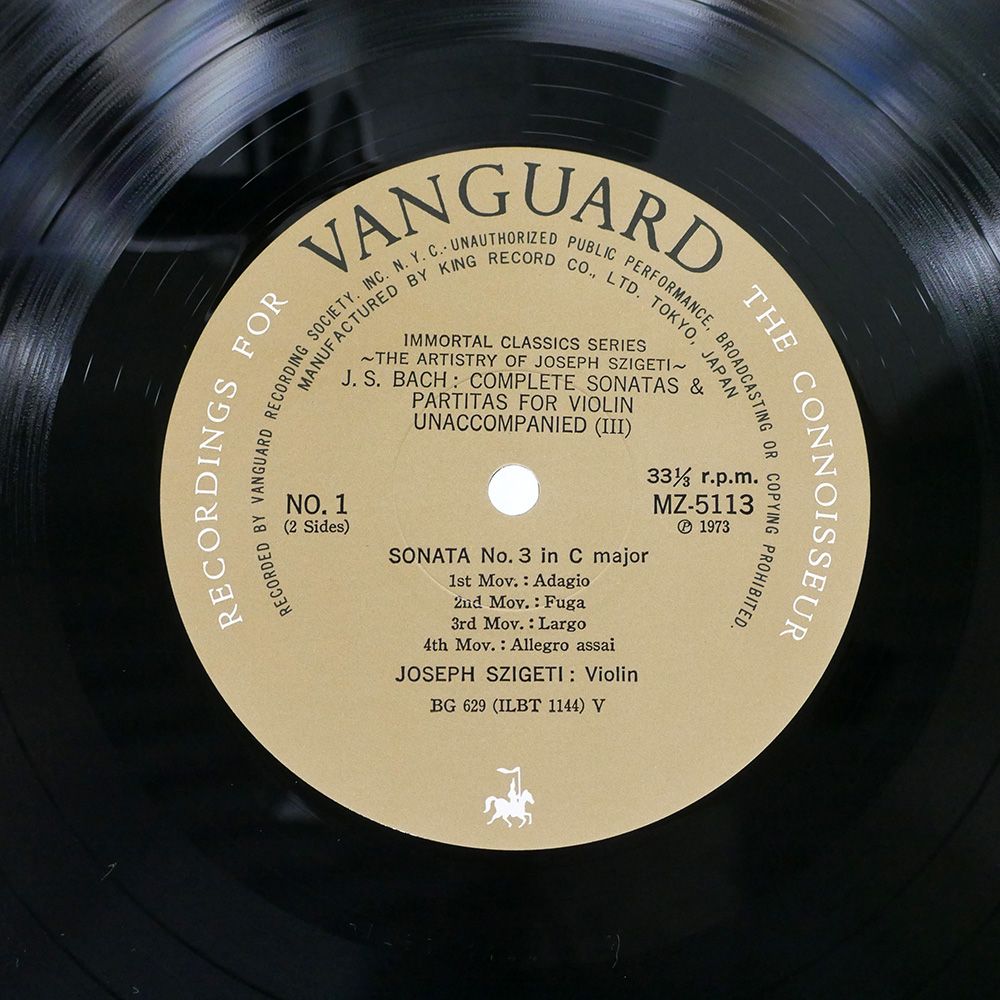 VANGUARD
RECORDINGS FOR THE CONNOISSEUR
RECORDED BY VANGUARD RECORDING SOCIETY, INC. N.Y.C.·UNAUTHORIZED PUBLIC PERFORMANCE, BROADCASTING OR COPYING PROHIBITED.
MANUFACTURED BY KING RECORD CO., LTD. TOKYO, JAPAN
IMMORTAL CLASSICS SERIES
~THE ARTISTRY OF JOSEPH SZIGETI~
J. S. BACH: COMPLETE SONATAS &
PARTITAS FOR VIOLIN
UNACCOMPANIED (III)
NO. 1
(2 Sides)
33⅓ r.p.m.
MZ-5113
℗ 1973
SONATA No. 3 in C major
1st Mov.: Adagio
2nd Mov.: Fuga
3rd Mov.: Largo
4th Mov.: Allegro assai
JOSEPH SZIGETI: Violin
BG 629 (ILBT 1144) V